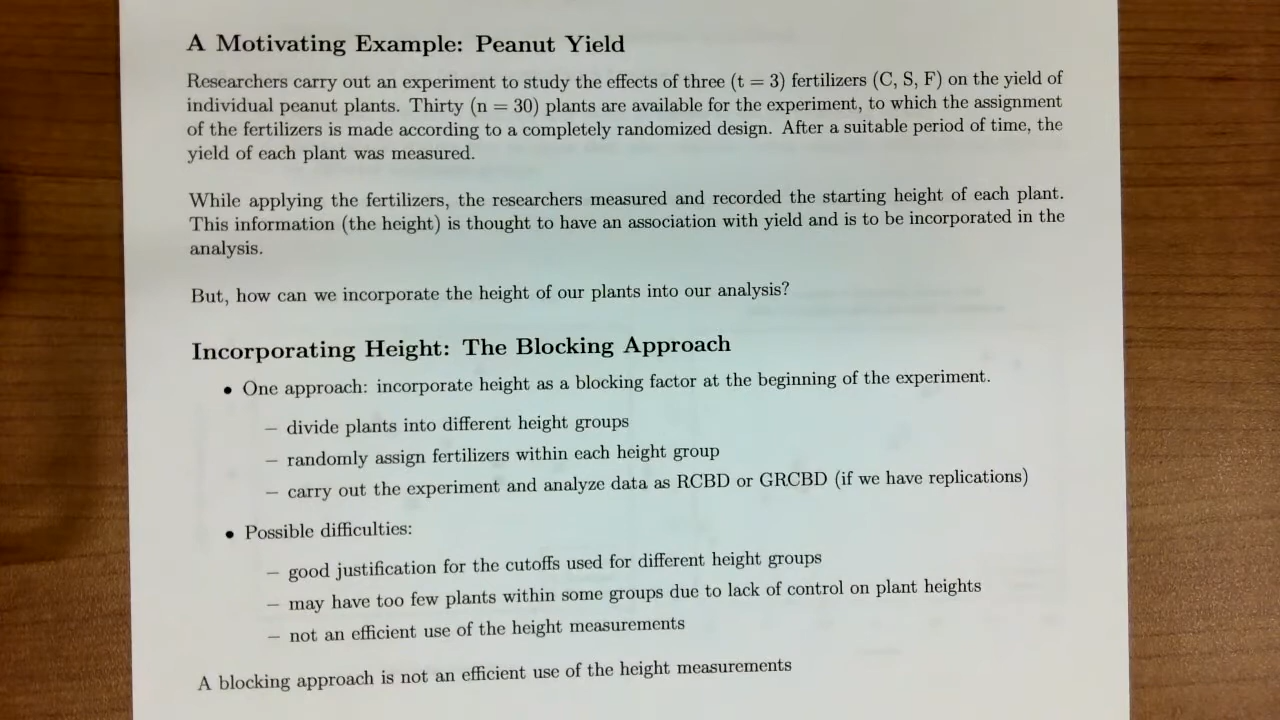 A Motivating Example: Peanut Yield
Researchers carry out an experiment to study the effects of three (t = 3) fertilizers (C, S, F) on the yield of
individual peanut plants. Thirty (n = 30) plants are available for the experiment, to which the assignment
of the fertilizers is made according to a completely randomized design. After a suitable period of time, the
yield of each plant was measured.
While applying the fertilizers, the researchers measured and recorded the starting height of each plant.
This information (the height) is thought to have an association with yield and is to be incorporated in the
analysis.
But, how can we incorporate the height of our plants into our analysis?
Incorporating Height: The Blocking Approach
• One approach: incorporate height as a blocking factor at the beginning of the experiment.
– divide plants into different height groups
– randomly assign fertilizers within each height group
– carry out the experiment and analyze data as RCBD or GRCBD (if we have replications)
• Possible difficulties:
– good justification for the cutoffs used for different height groups
– may have too few plants within some groups due to lack of control on plant heights
– not an efficient use of the height measurements
A blocking approach is not an efficient use of the height measurements